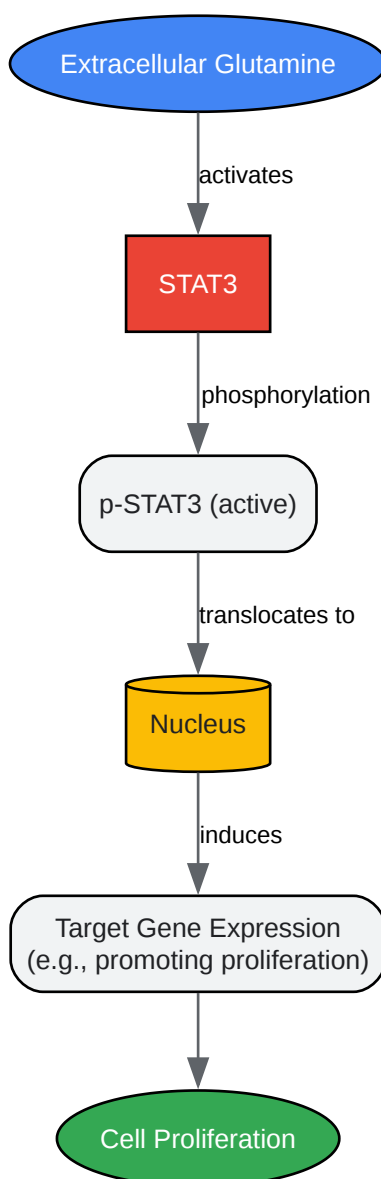 Extracellular Glutamine
activates
STAT3
phosphorylation
p-STAT3 (active)
translocates to
Nucleus
induces
Target Gene Expression
(e.g., promoting proliferation)
Cell Proliferation